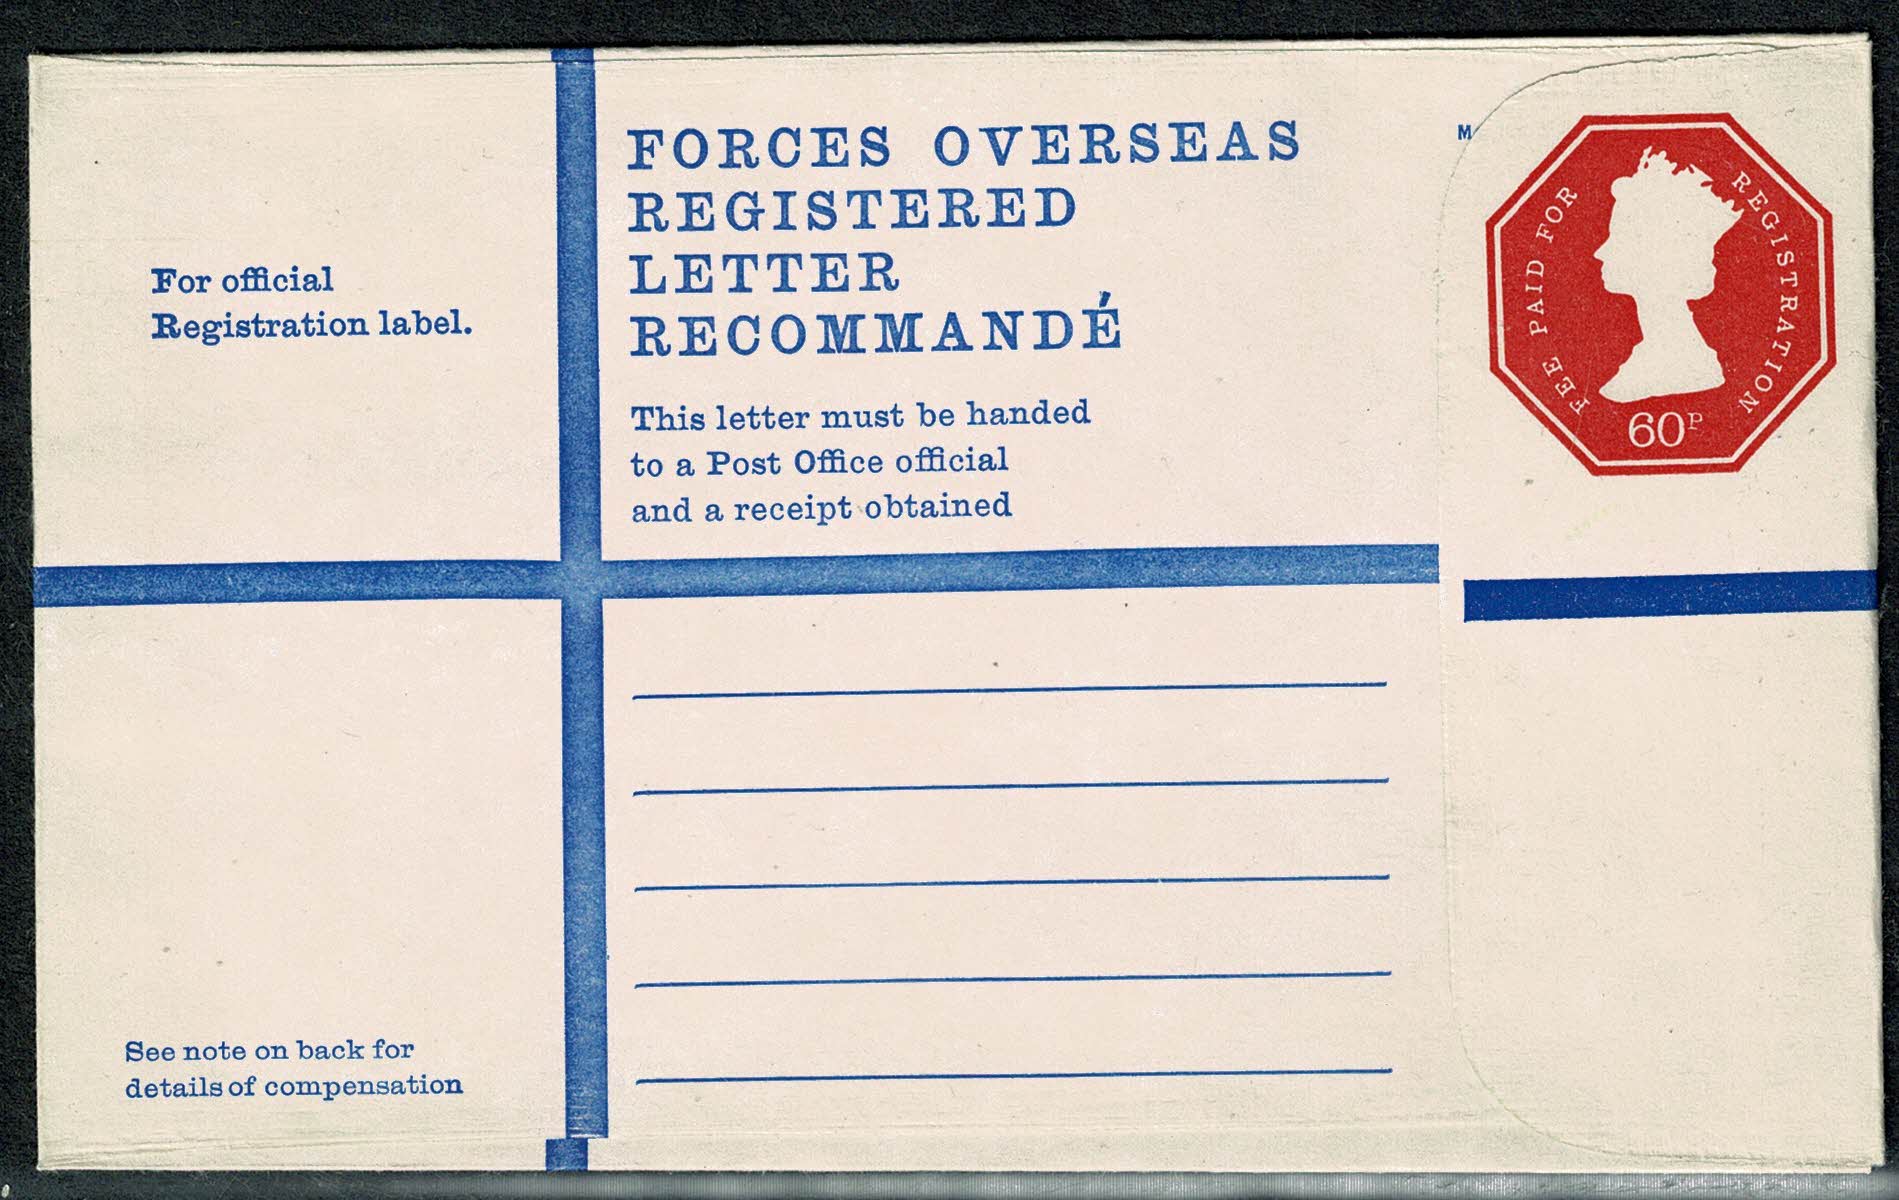 For official
Registration label.
FORCES OVERSEAS
REGISTERED
LETTER
RECOMMANDÉ
This letter must be handed
to a Post Office official
and a receipt obtained
M
FEE PAID FOR REGISTRATION
60P
See note on back for
details of compensation